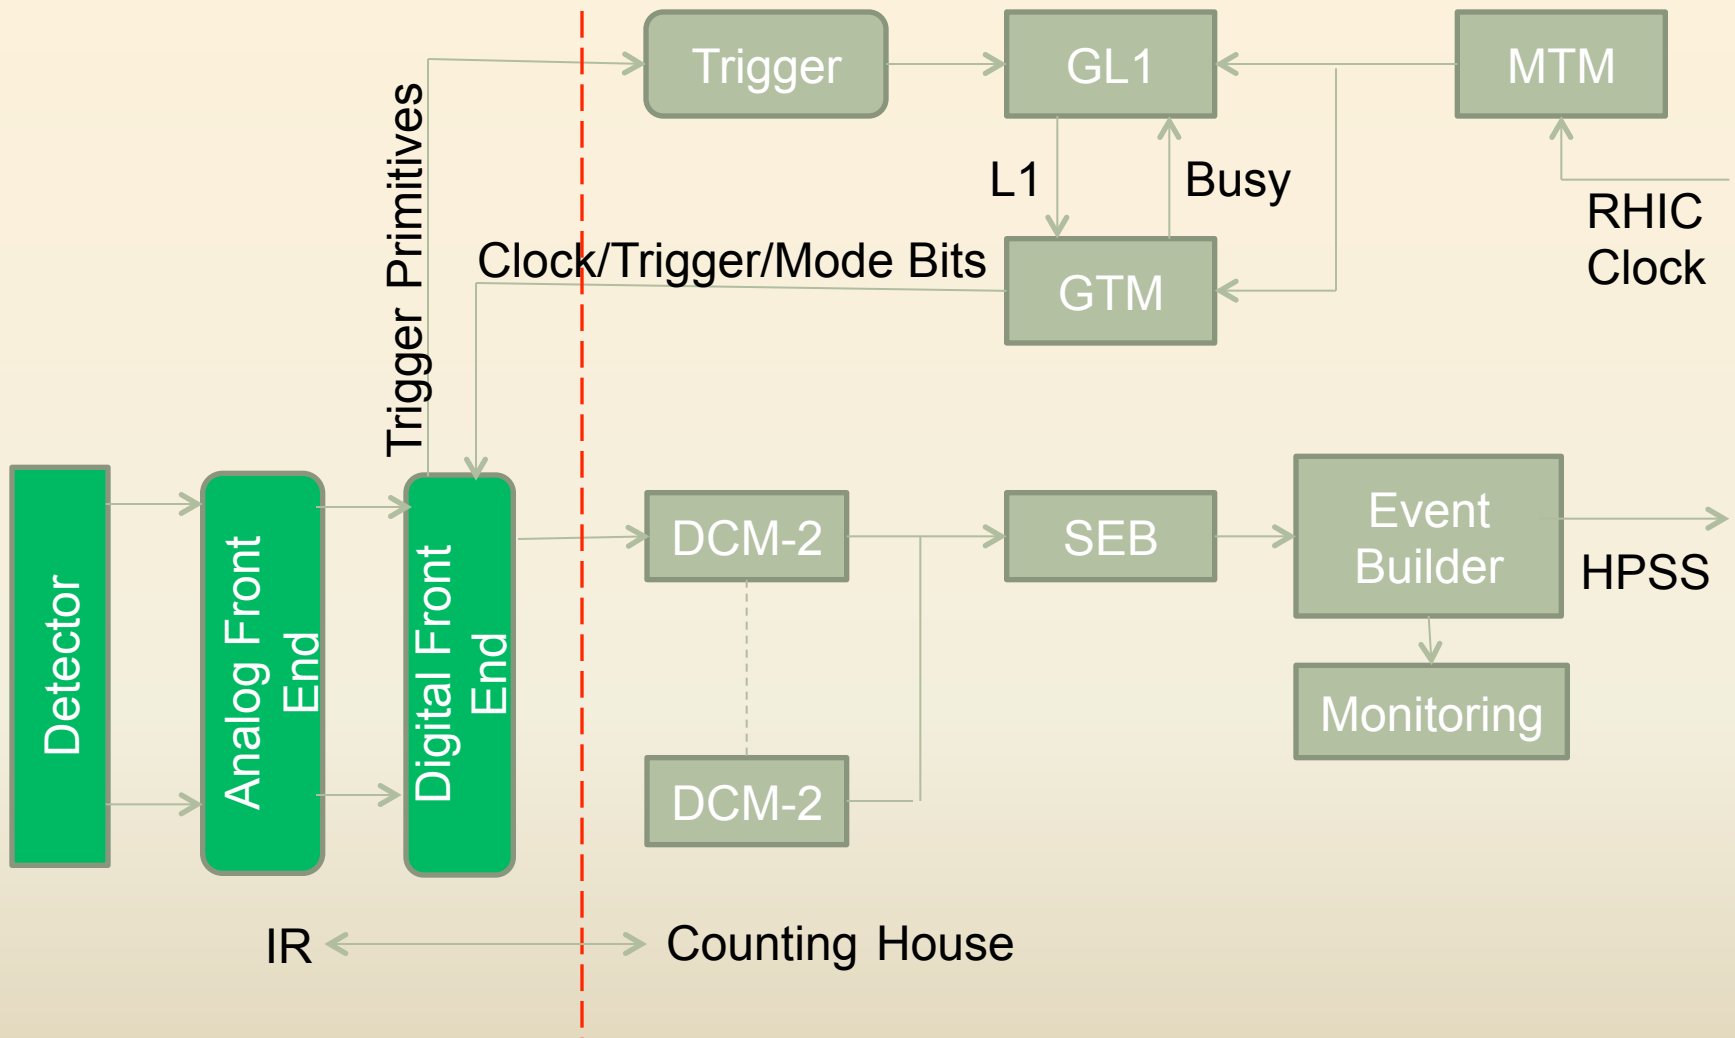 Trigger
GL1
MTM
L1
Busy
RHIC
Clock
Trigger Primitives
Clock/Trigger/Mode Bits
GTM
Detector
Analog Front
End
Digital Front
End
DCM-2
SEB
Event
Builder
HPSS
Monitoring
DCM-2
IR
Counting House